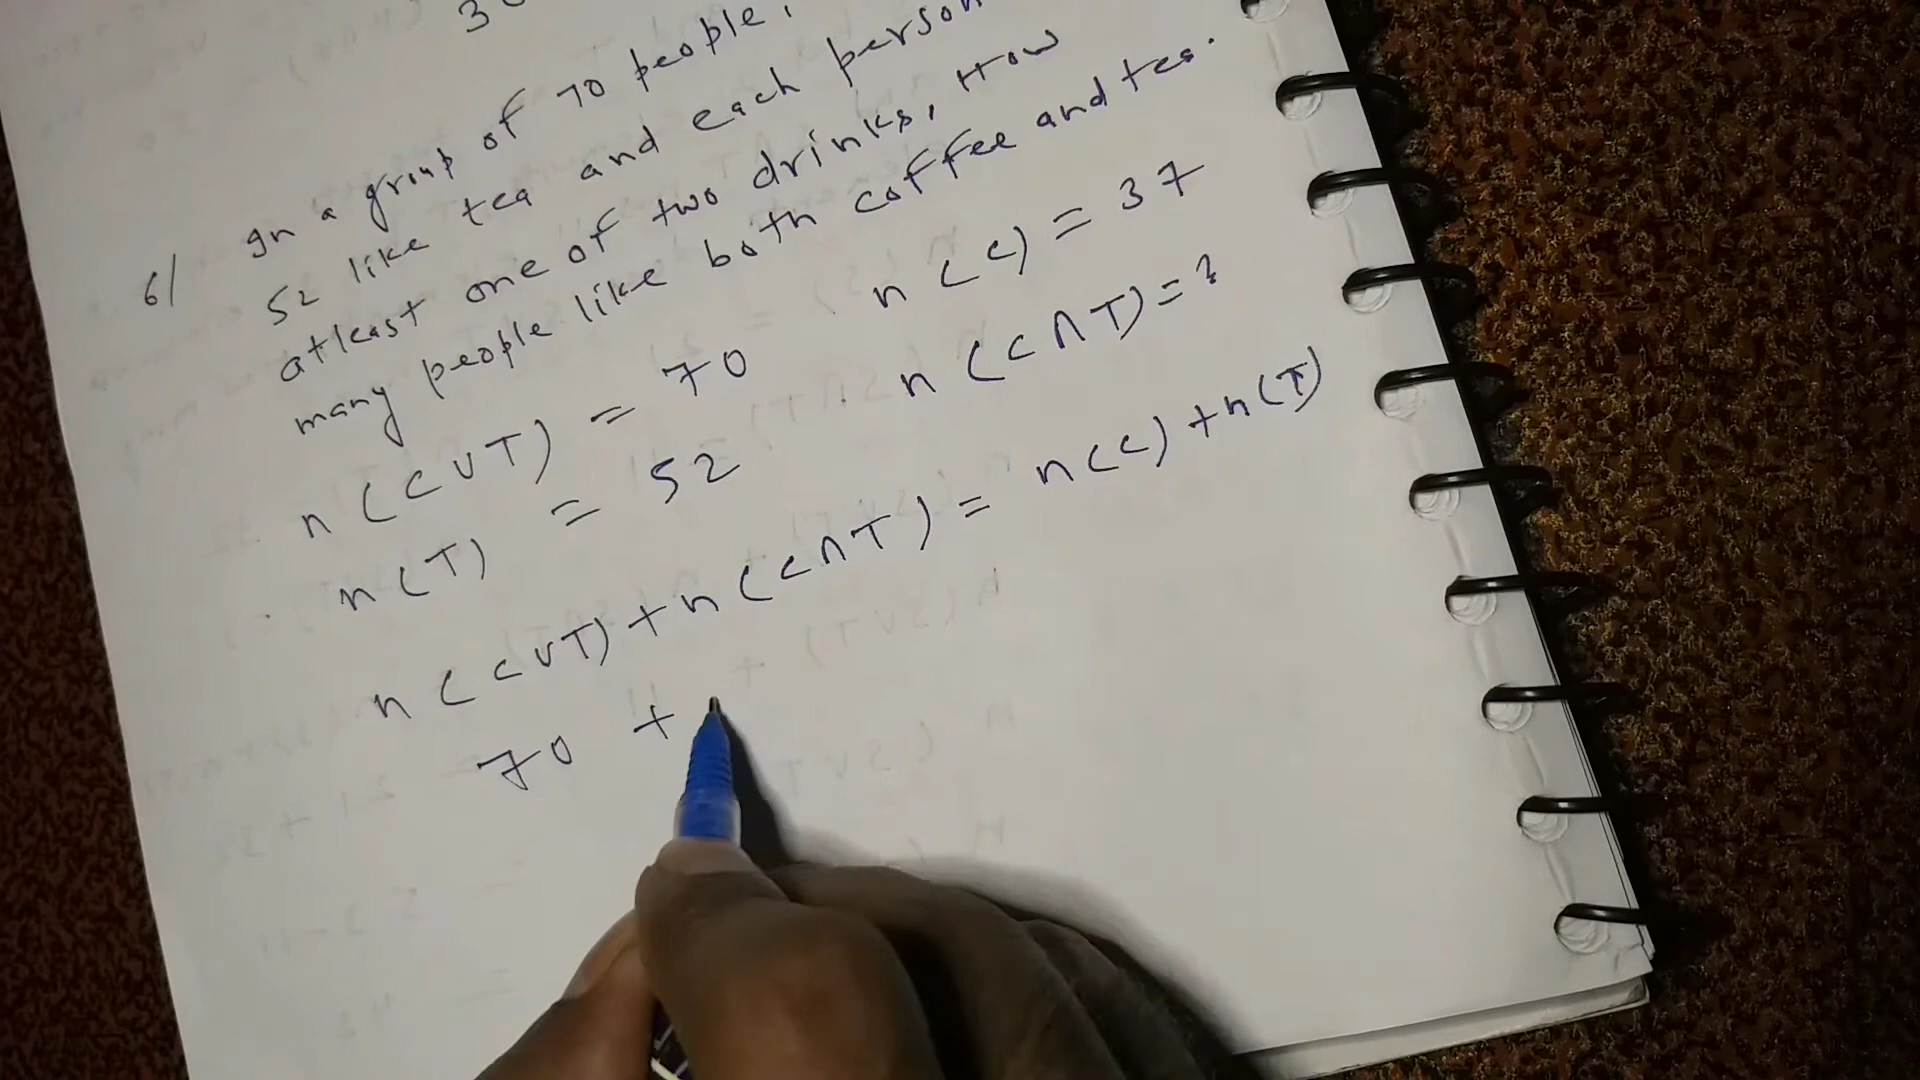 6/ In a group of 70 people,
52 like tea and each person
atleast one of two drinks, How
many people like both coffee and tea.
n(C∪T) = 70 n(C) = 37
n(T) = 52 n(C∩T) = ?
n(C∪T) + n(C∩T) = n(C) + n(T)
70 +